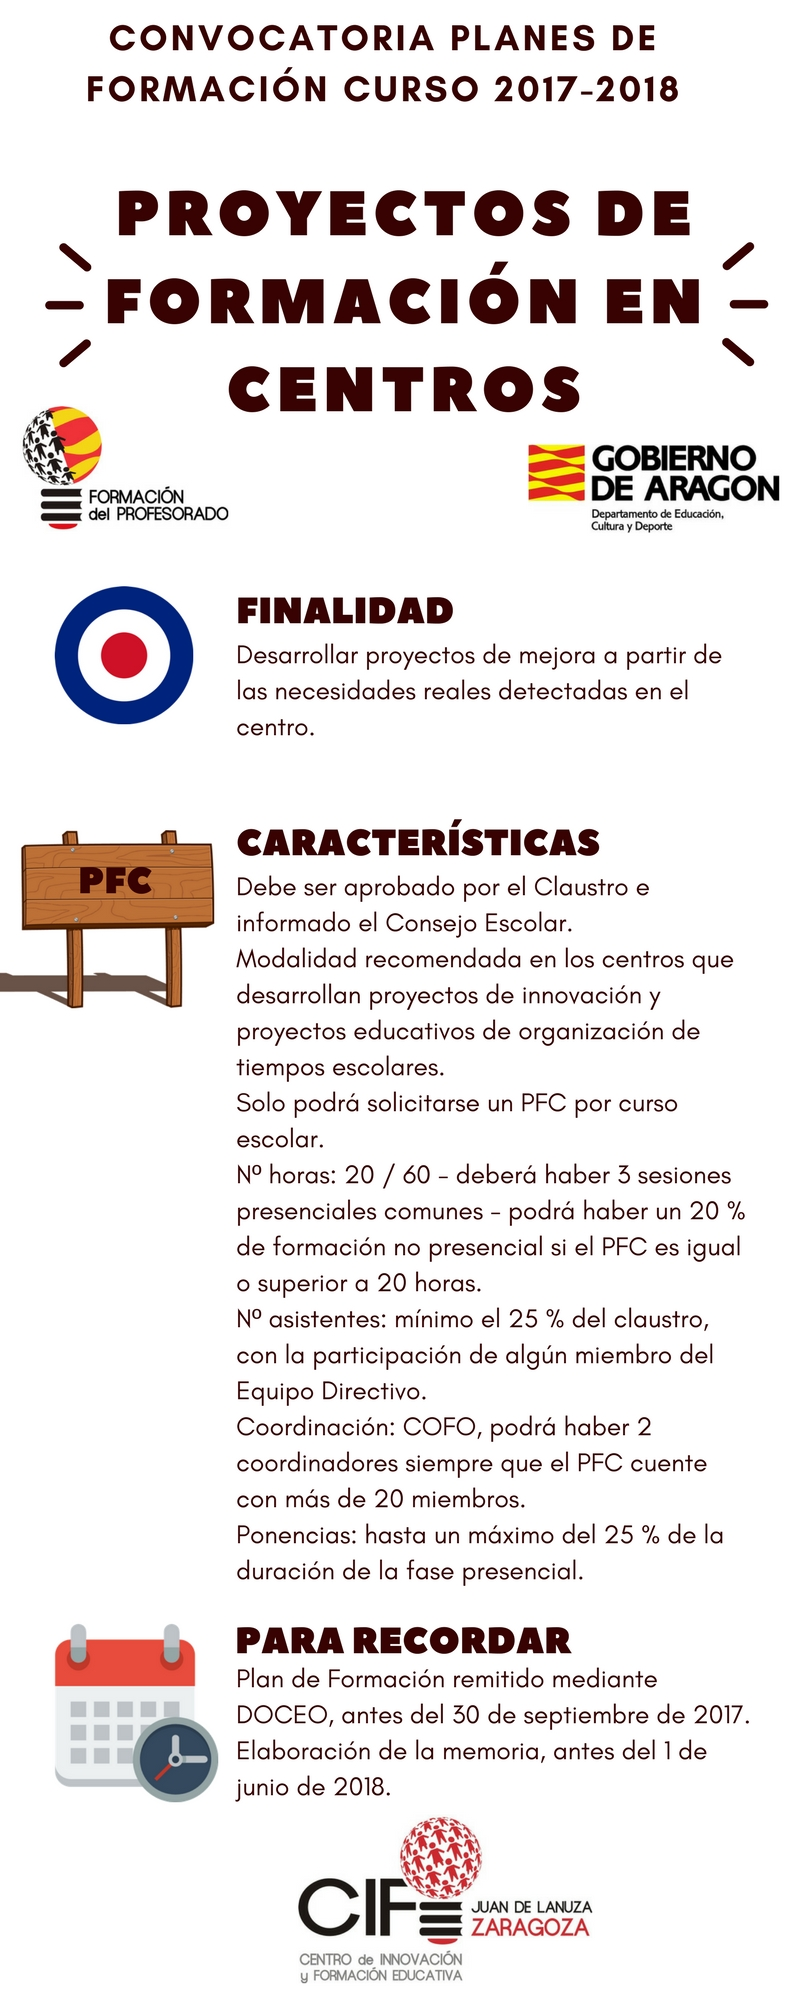 CONVOCATORIA PLANES DE
FORMACIÓN CURSO 2017-2018
PROYECTOS DE
FORMACIÓN EN
CENTROS
FORMACIÓN
del PROFESORADO
GOBIERNO
DE ARAGON
Departamento de Educación,
Cultura y Deporte
FINALIDAD
Desarrollar proyectos de mejora a partir de
las necesidades reales detectadas en el
centro.
PFC
CARACTERÍSTICAS
Debe ser aprobado por el Claustro e
informado el Consejo Escolar.
Modalidad recomendada en los centros que
desarrollan proyectos de innovación y
proyectos educativos de organización de
tiempos escolares.
Solo podrá solicitarse un PFC por curso
escolar.
Nº horas: 20 / 60 - deberá haber 3 sesiones
presenciales comunes - podrá haber un 20 %
de formación no presencial si el PFC es igual
o superior a 20 horas.
Nº asistentes: mínimo el 25 % del claustro,
con la participación de algún miembro del
Equipo Directivo.
Coordinación: COFO, podrá haber 2
coordinadores siempre que el PFC cuente
con más de 20 miembros.
Ponencias: hasta un máximo del 25 % de la
duración de la fase presencial.
PARA RECORDAR
Plan de Formación remitido mediante
DOCEO, antes del 30 de septiembre de 2017.
Elaboración de la memoria, antes del 1 de
junio de 2018.
CIFE
JUAN DE LANUZA
ZARAGOZA
CENTRO de INNOVACIÓN
y FORMACIÓN EDUCATIVA